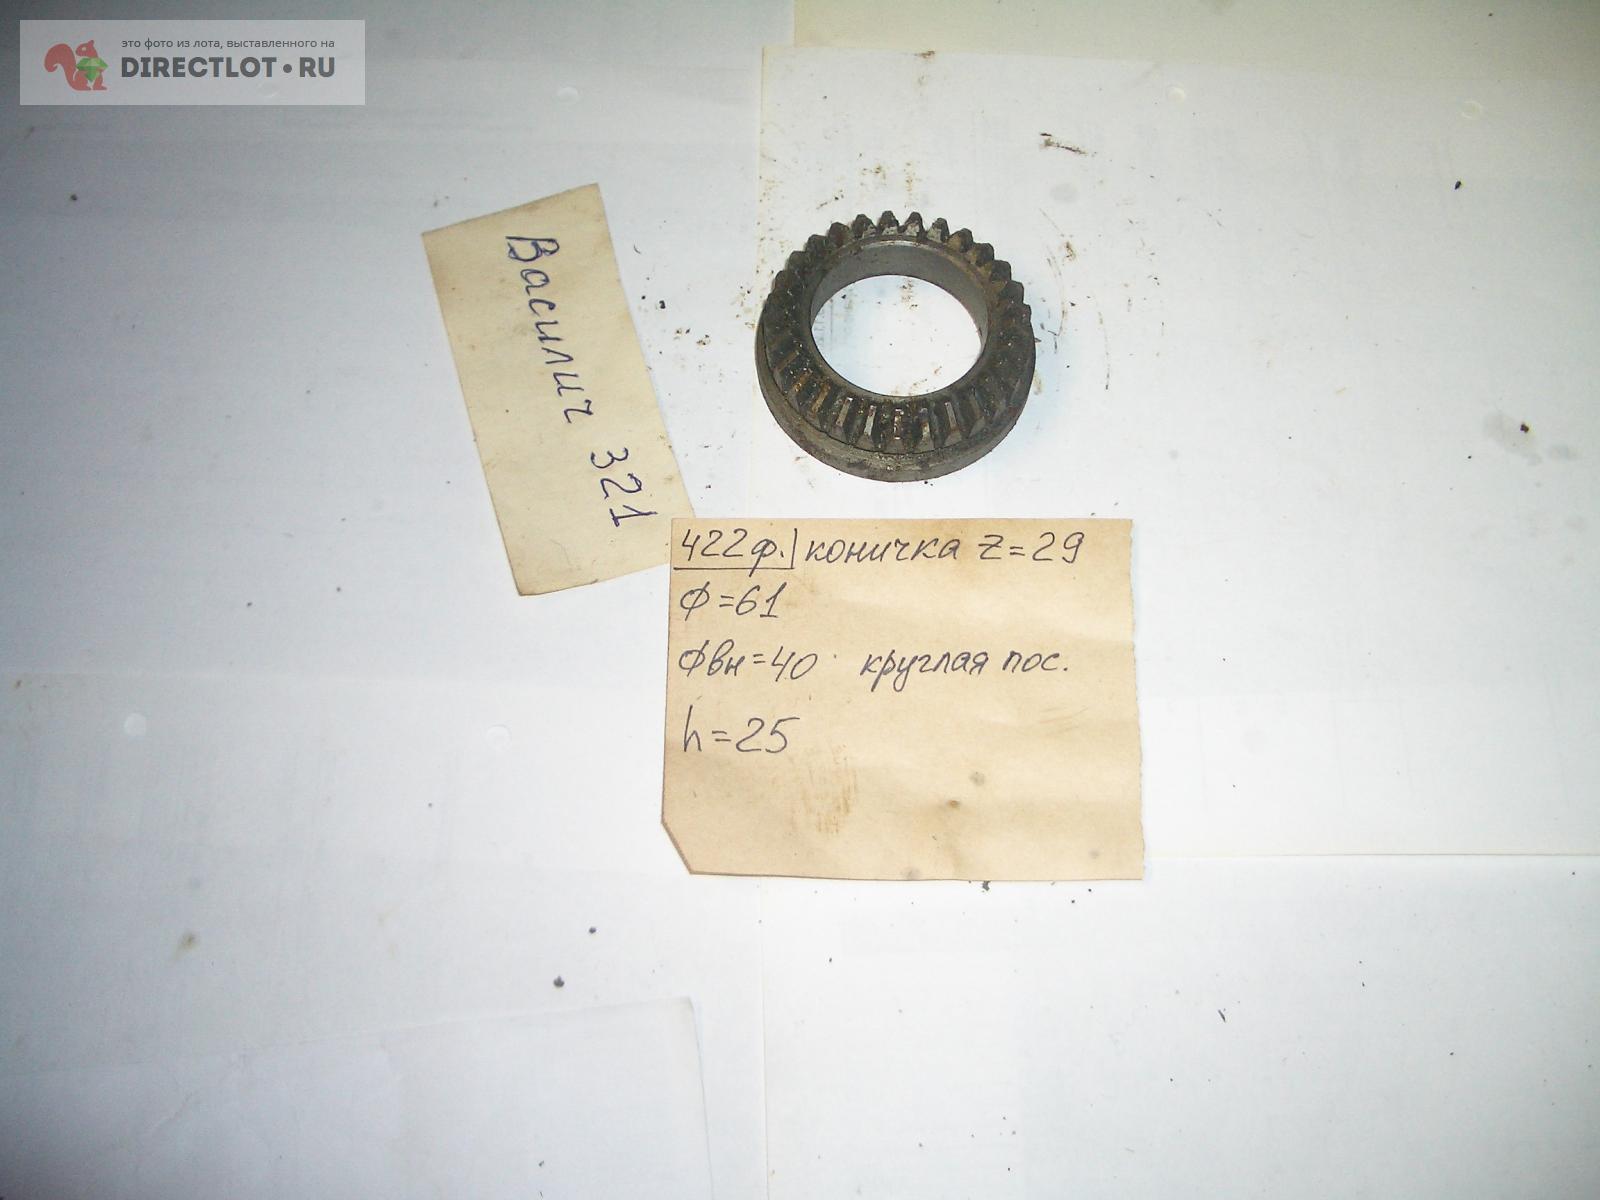 это фото из лота, выставленного на
DIRECTLOT•RU
Василич 321
422ф. коничка z=29
ф=61
фвн=40 круглая пос.
h=25